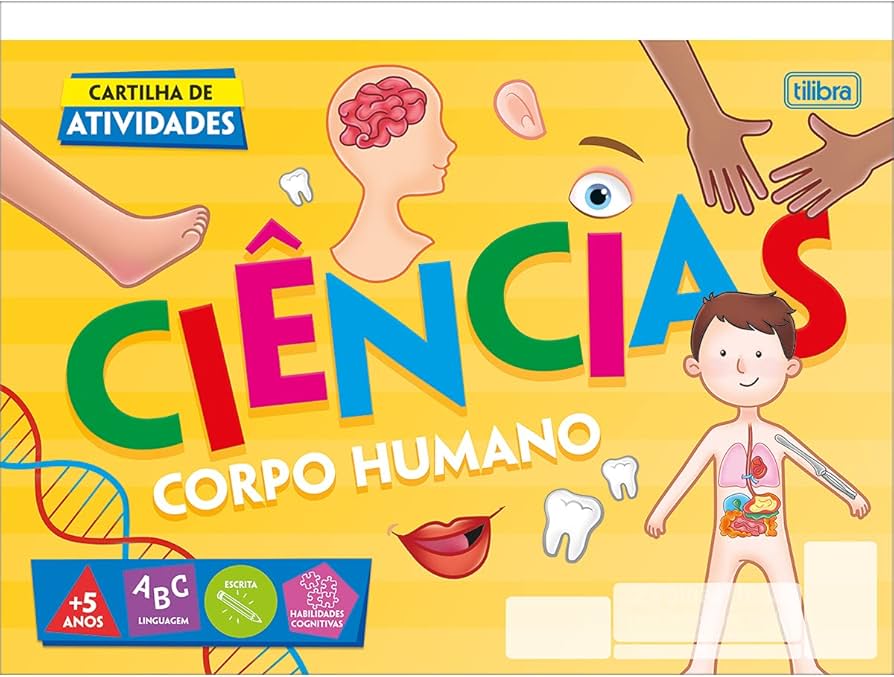 CARTILHA DE
ATIVIDADES
tilibra
CIÊNCIAS
CORPO HUMANO
+5
ANOS
ABC
LINGUAGEM
ESCRITA
HABILIDADES
COGNITIVAS